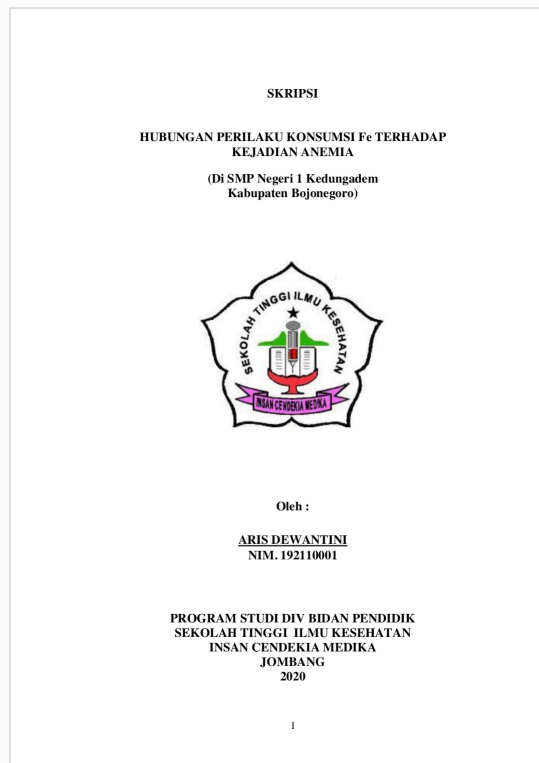 SKRIPSI
HUBUNGAN PERILAKU KONSUMSI Fe TERHADAP
KEJADIAN ANEMIA
(Di SMP Negeri 1 Kedungadem
Kabupaten Bojonegoro)
SEKOLAH TINGGI ILMU KESEHATAN
INSAN CENDEKIA MEDIKA
Oleh :
ARIS DEWANTINI
NIM. 192110001
PROGRAM STUDI DIV BIDAN PENDIDIK
SEKOLAH TINGGI ILMU KESEHATAN
INSAN CENDEKIA MEDIKA
JOMBANG
2020
1